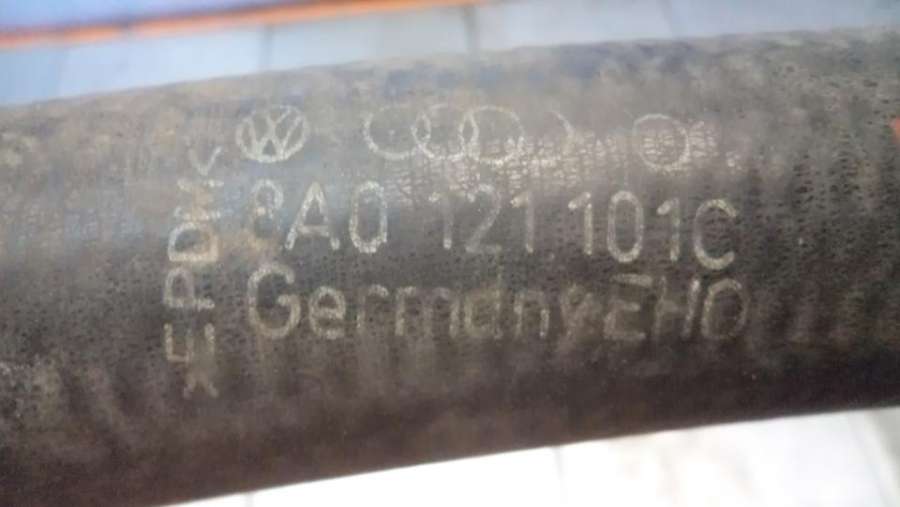 8A0 121 101C
Germany EHO
>EPDM<